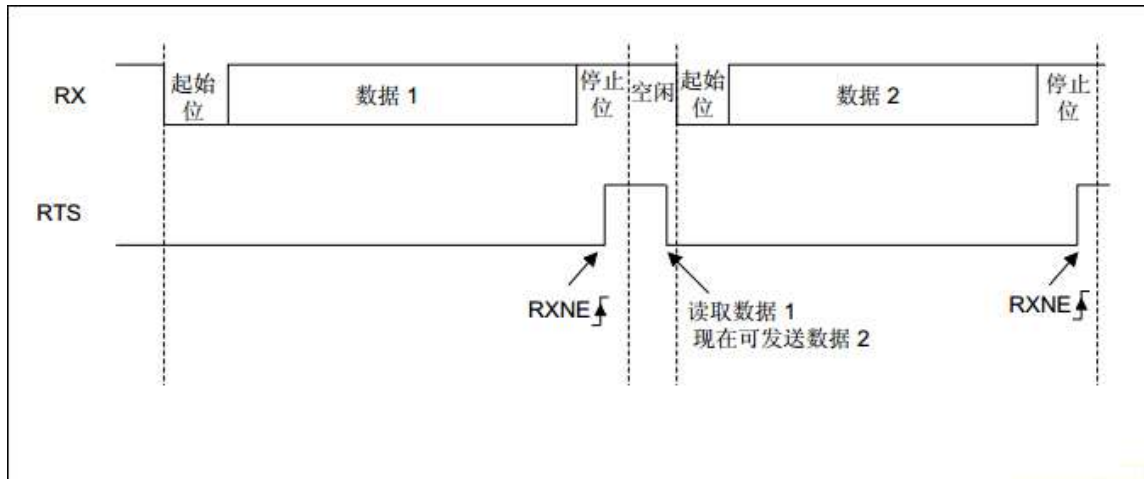 RX
起始
位
数据 1
停止
位
空闲
起始
位
数据 2
停止
位
RTS
RXNE
读取数据 1
现在可发送数据 2
RXNE